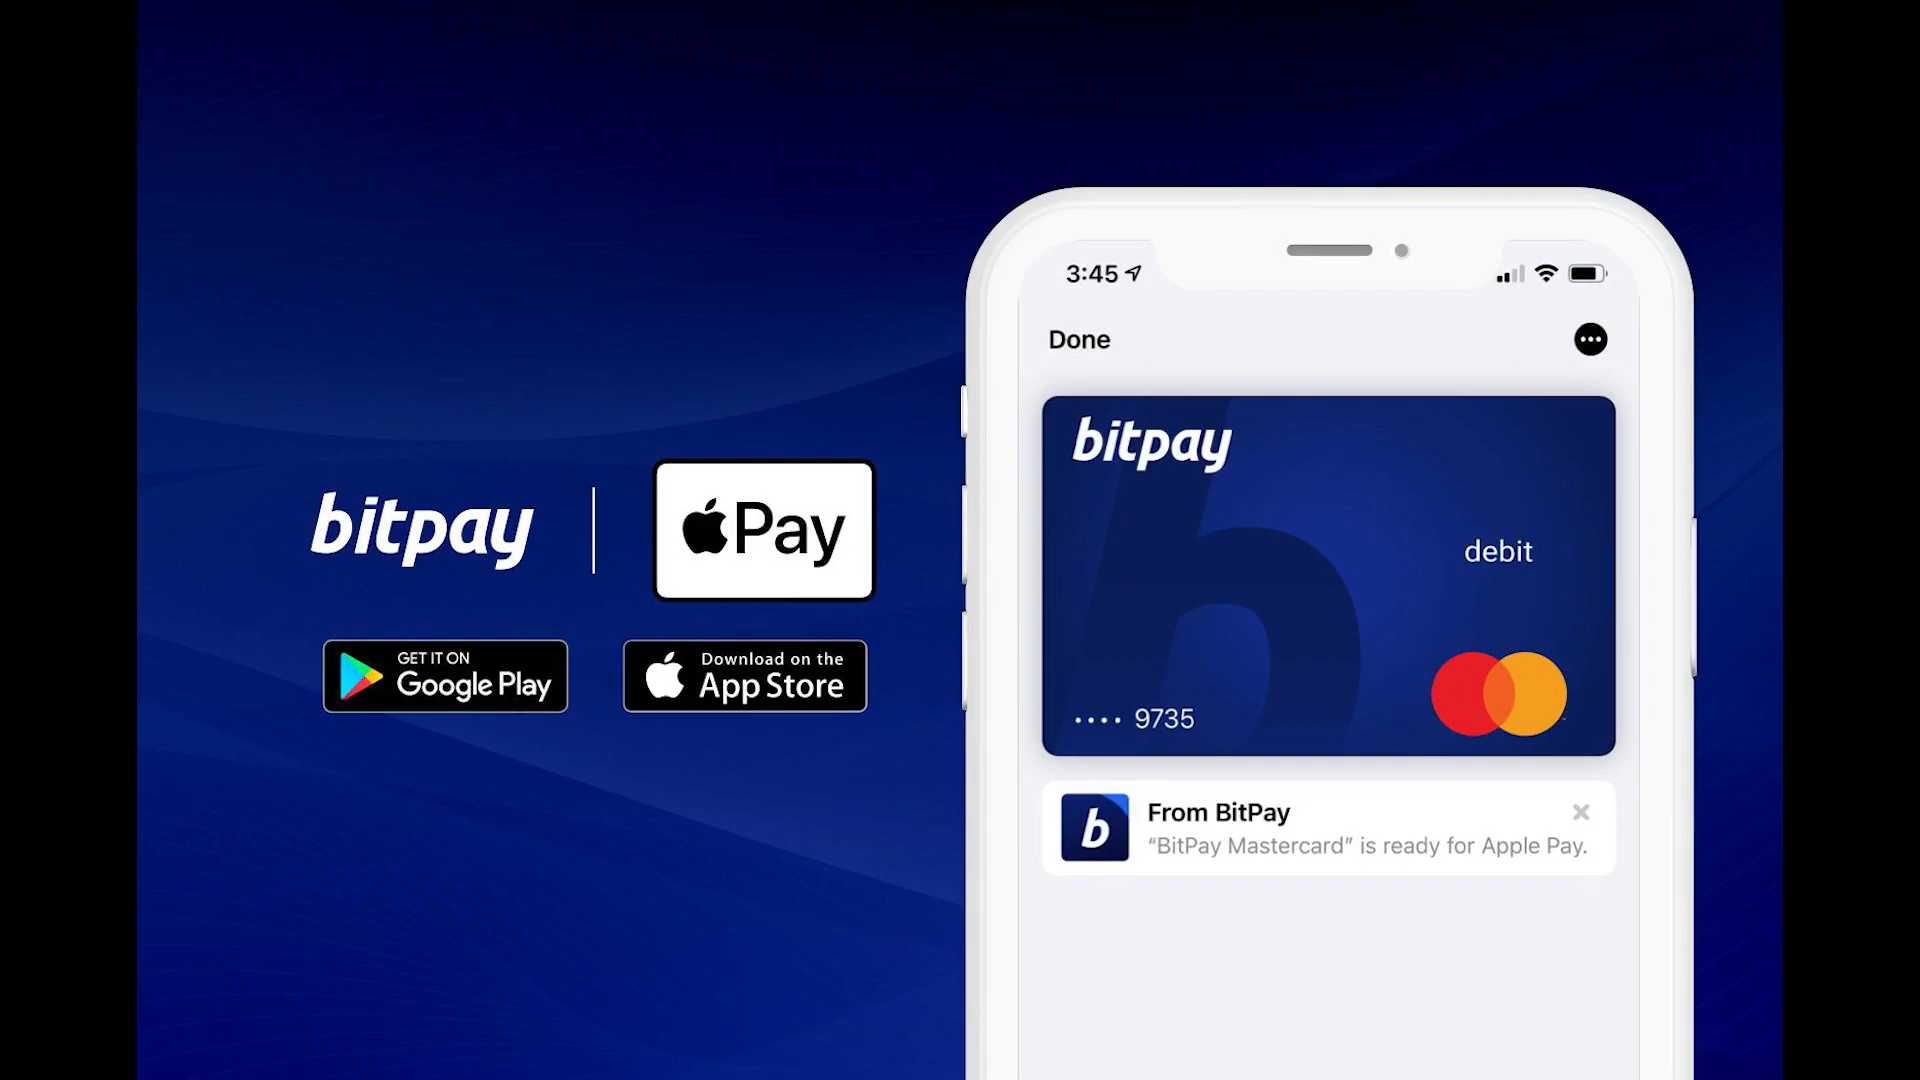 bitpay
Pay
GET IT ON
Google Play
Download on the
App Store
3:45
Done
bitpay
debit
•••• 9735
b
From BitPay
“BitPay Mastercard” is ready for Apple Pay.